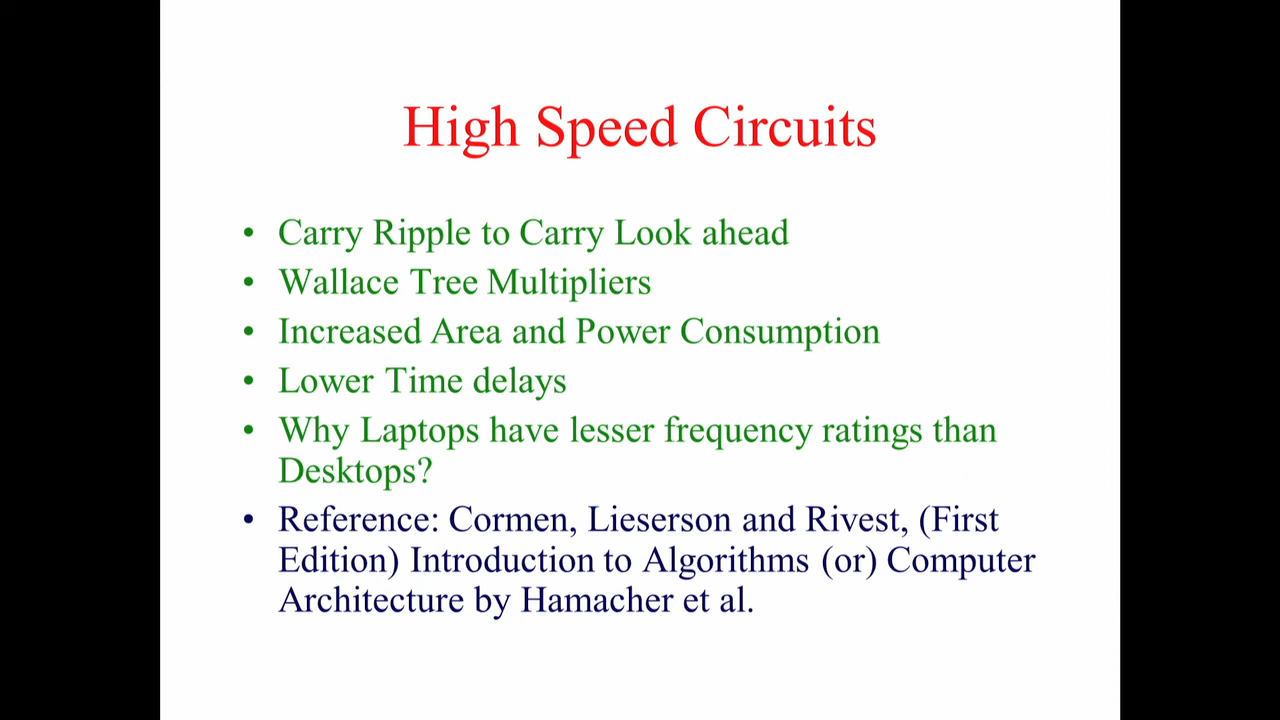 High Speed Circuits
• Carry Ripple to Carry Look ahead
• Wallace Tree Multipliers
• Increased Area and Power Consumption
• Lower Time delays
• Why Laptops have lesser frequency ratings than
Desktops?
• Reference: Cormen, Lieserson and Rivest, (First
Edition) Introduction to Algorithms (or) Computer
Architecture by Hamacher et al.